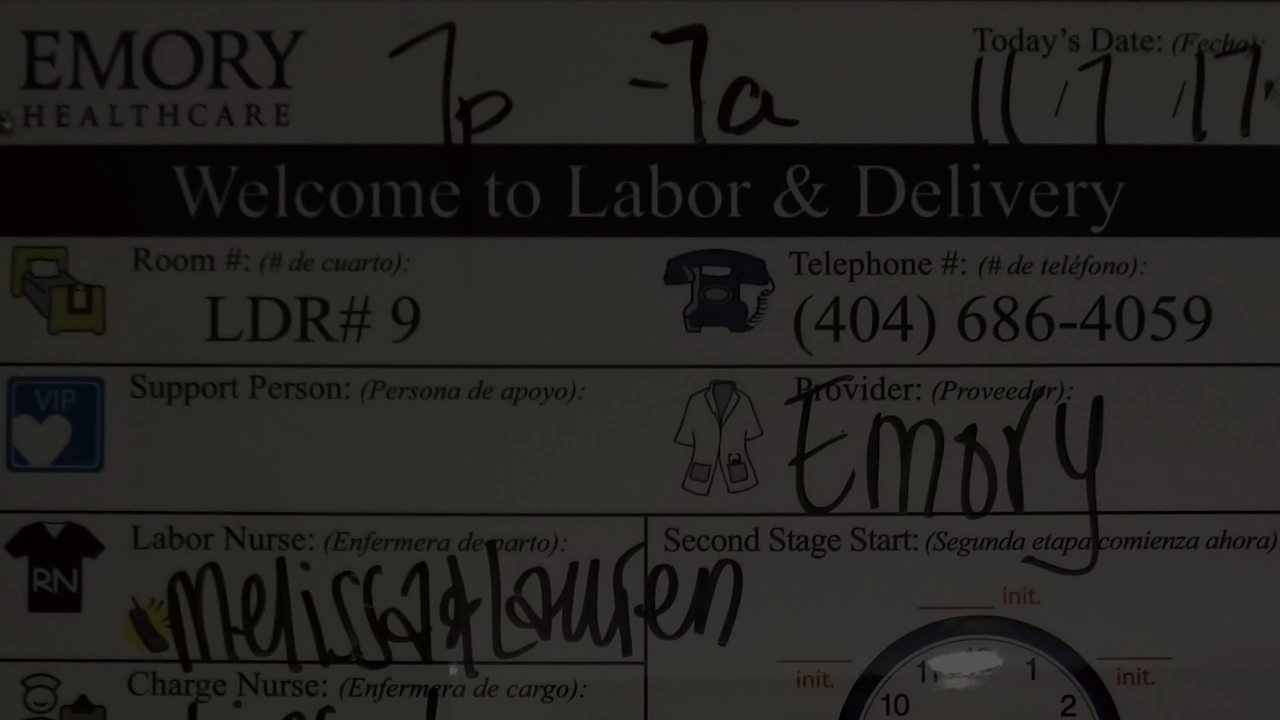 EMORY
HEALTHCARE
7p -7a
Today's Date: (Fecha):
11/7/17
Welcome to Labor & Delivery
Room #: (# de cuarto):
LDR# 9
Telephone #: (# de teléfono):
(404) 686-4059
VIP
Support Person: (Persona de apoyo):
Provider: (Proveedor):
Emory
RN
Labor Nurse: (Enfermera de parto):
Melissa & Lauren
Second Stage Start: (Segunda etapa comienza ahora)
init.
init.
init.
1
10
2
Charge Nurse: (Enfermera de cargo):